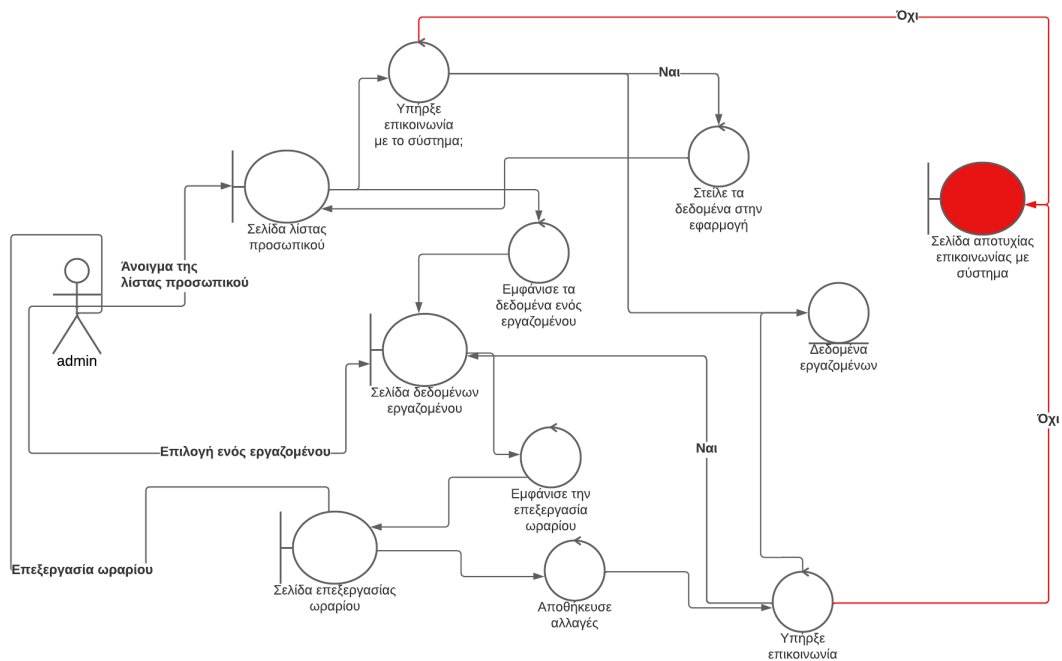 Όχι
Ναι
Υπήρξε
επικοινωνία
με το σύστημα;
Στείλε τα
δεδομένα στην
εφαρμογή
Σελίδα λίστας
προσωπικού
Σελίδα αποτυχίας
επικοινωνίας με
σύστημα
Άνοιγμα της
λίστας προσωπικού
Εμφάνισε τα
δεδομένα ενός
εργαζομένου
admin
Δεδομένα
εργαζομένων
Σελίδα δεδομένων
εργαζομένου
Όχι
Ναι
Επιλογή ενός εργαζομένου
Εμφάνισε την
επεξεργασία
ωραρίου
Επεξεργασία ωραρίου
Σελίδα επεξεργασίας
ωραρίου
Αποθήκευσε
αλλαγές
Υπήρξε
επικοινωνία